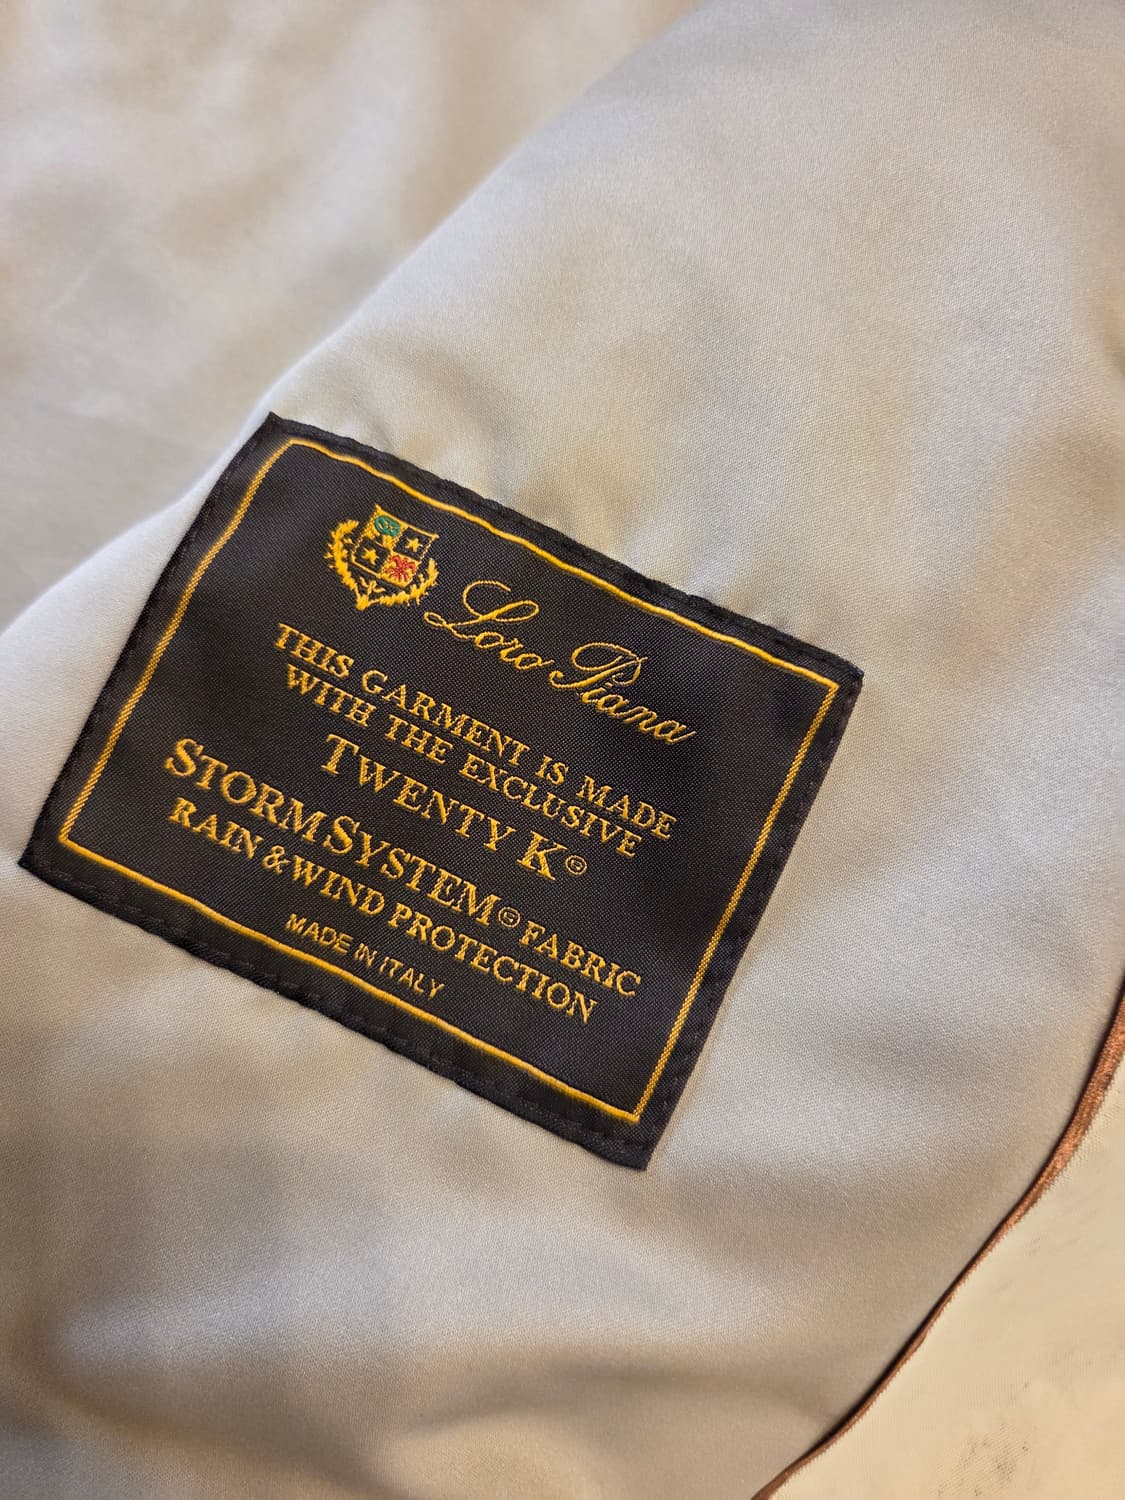 Loro Piana
THIS GARMENT IS MADE
WITH THE EXCLUSIVE
TWENTY K®
STORM SYSTEM® FABRIC
RAIN & WIND PROTECTION
MADE IN ITALY